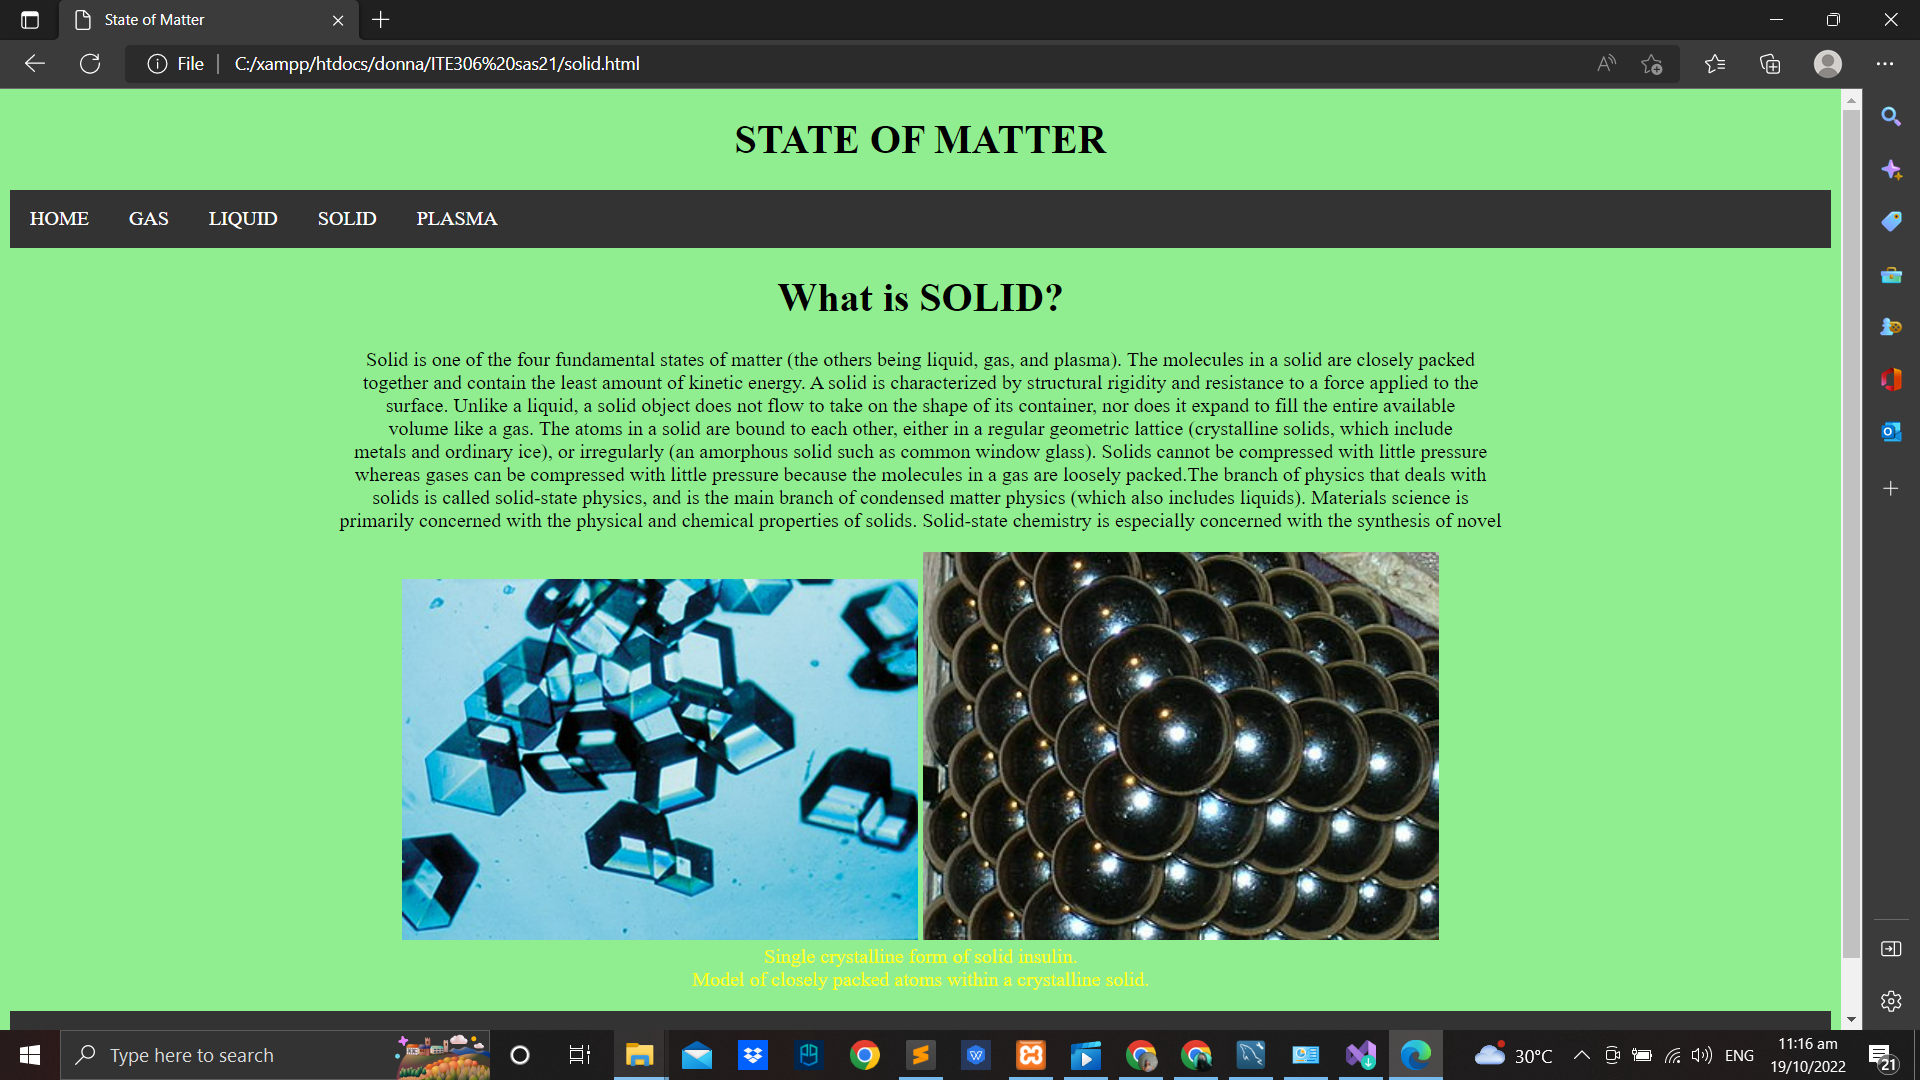 State of Matter
File
C:/xampp/htdocs/donna/ITE306%20sas21/solid.html
STATE OF MATTER
HOME GAS LIQUID SOLID PLASMA
What is SOLID?
Solid is one of the four fundamental states of matter (the others being liquid, gas, and plasma). The molecules in a solid are closely packed
together and contain the least amount of kinetic energy. A solid is characterized by structural rigidity and resistance to a force applied to the
surface. Unlike a liquid, a solid object does not flow to take on the shape of its container, nor does it expand to fill the entire available
volume like a gas. The atoms in a solid are bound to each other, either in a regular geometric lattice (crystalline solids, which include
metals and ordinary ice), or irregularly (an amorphous solid such as common window glass). Solids cannot be compressed with little pressure
whereas gases can be compressed with little pressure because the molecules in a gas are loosely packed.The branch of physics that deals with
solids is called solid-state physics, and is the main branch of condensed matter physics (which also includes liquids). Materials science is
primarily concerned with the physical and chemical properties of solids. Solid-state chemistry is especially concerned with the synthesis of novel
Single crystalline form of solid insulin.
Model of closely packed atoms within a crystalline solid.
Type here to search
30°C
ENG
11:16 am
19/10/2022
21